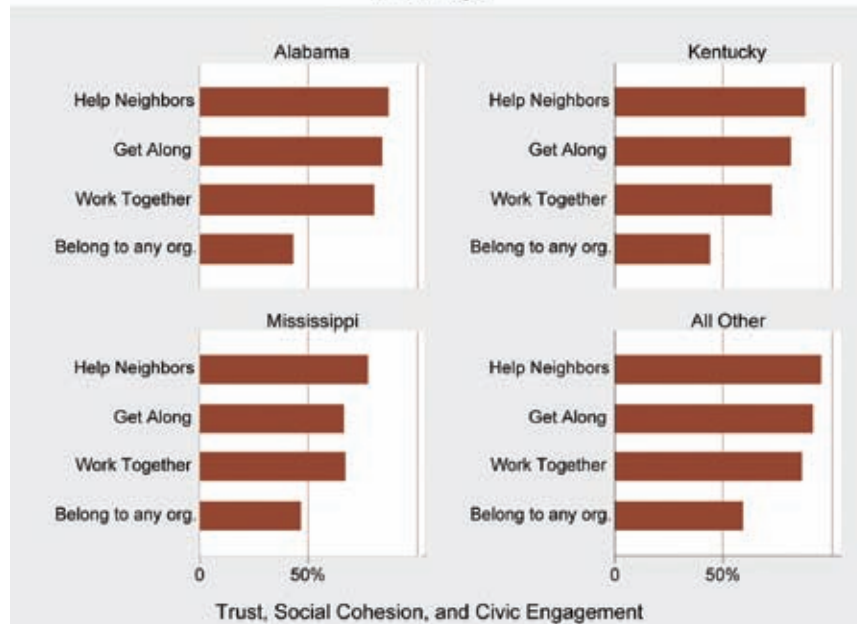 Alabama
Help Neighbors
Get Along
Work Together
Belong to any org.
Kentucky
Help Neighbors
Get Along
Work Together
Belong to any org.
Mississippi
Help Neighbors
Get Along
Work Together
Belong to any org.
0 50%
All Other
Help Neighbors
Get Along
Work Together
Belong to any org.
0 50%
Trust, Social Cohesion, and Civic Engagement